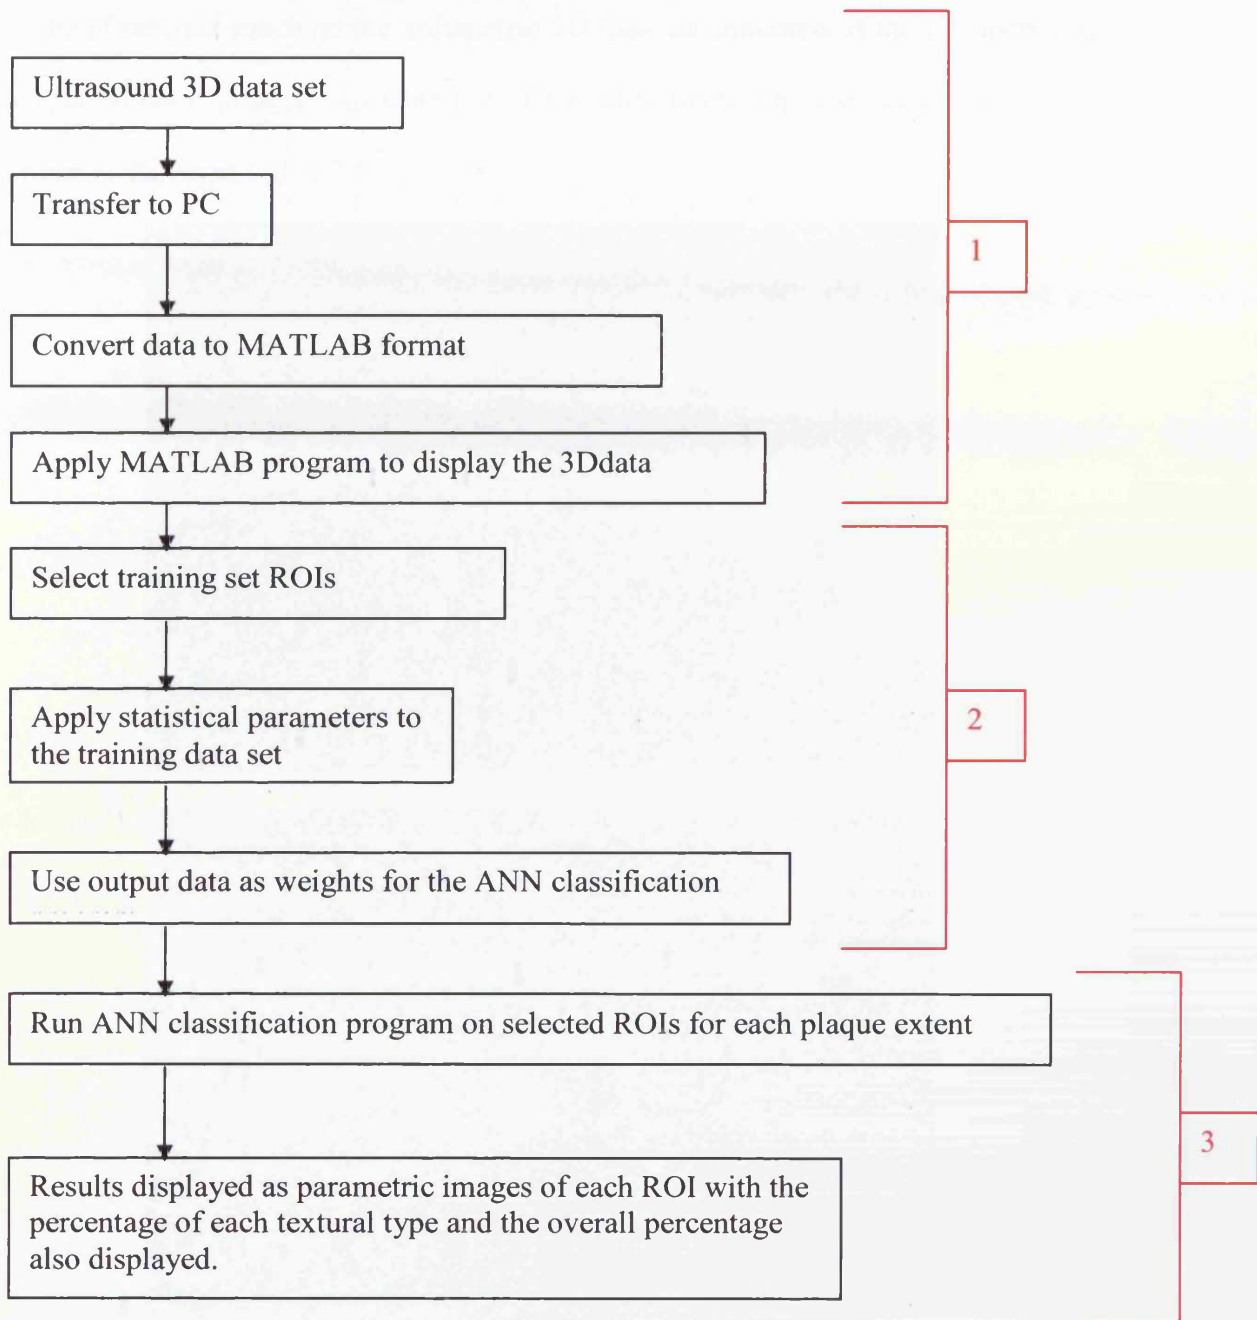 Ultrasound 3D data set
Transfer to PC
1
Convert data to MATLAB format
Apply MATLAB program to display the 3Ddata
Select training set ROIs
Apply statistical parameters to
the training data set
2
Use output data as weights for the ANN classification
Run ANN classification program on selected ROIs for each plaque extent
3
Results displayed as parametric images of each ROI with the
percentage of each textural type and the overall percentage
also displayed.